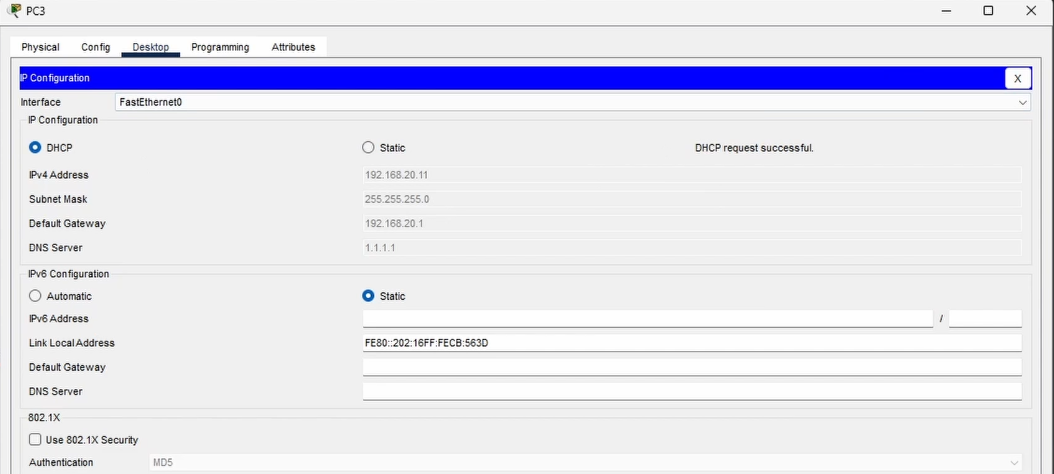 PC3
Physical Config Desktop Programming Attributes
IP Configuration X
Interface FastEthernet0
IP Configuration
DHCP Static DHCP request successful.
IPv4 Address 192.168.20.11
Subnet Mask 255.255.255.0
Default Gateway 192.168.20.1
DNS Server 1.1.1.1
IPv6 Configuration
Automatic Static
IPv6 Address /
Link Local Address FE80::202:16FF:FECB:563D
Default Gateway
DNS Server
802.1X
Use 802.1X Security
Authentication MD5